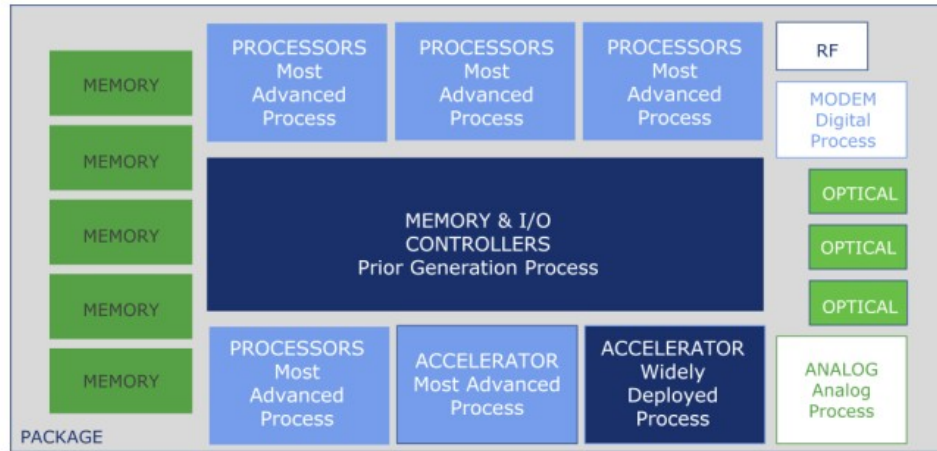 MEMORY
MEMORY
MEMORY
MEMORY
MEMORY
PROCESSORS
Most
Advanced
Process
PROCESSORS
Most
Advanced
Process
PROCESSORS
Most
Advanced
Process
RF
MODEM
Digital
Process
MEMORY & I/O
CONTROLLERS
Prior Generation Process
OPTICAL
OPTICAL
OPTICAL
PROCESSORS
Most
Advanced
Process
ACCELERATOR
Most Advanced
Process
ACCELERATOR
Widely
Deployed
Process
ANALOG
Analog
Process
PACKAGE